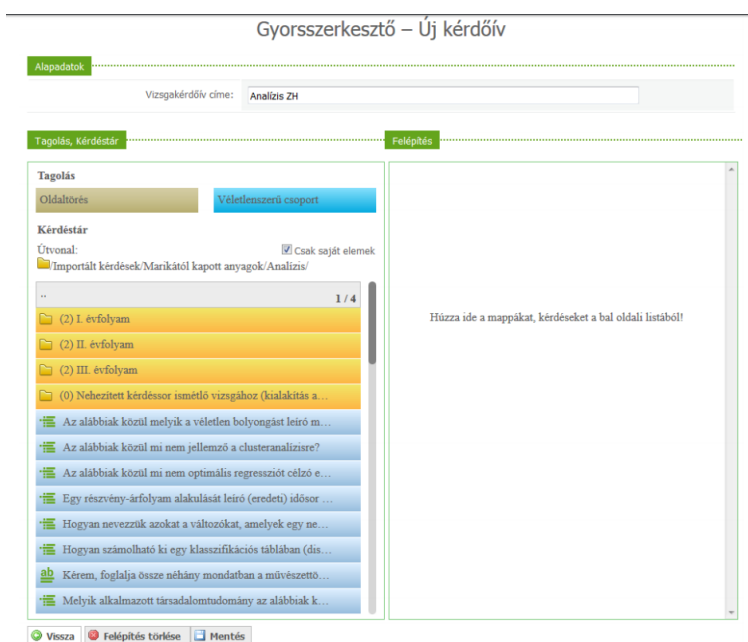 Gyorsszerkesztő – Új kérdőív
Alapadatok
Vizsgakérdőív címe: Analízis ZH
Tagolás, Kérdéstár
Felépítés
Tagolás
Oldaltörés
Véletlenszerű csoport
Kérdéstár
Útvonal:
Csak saját elemek
/Importált kérdések/Marikától kapott anyagok/Analízis/
..
1 / 4
(2) I. évfolyam
(2) II. évfolyam
(2) III. évfolyam
(0) Nehezített kérdéssor ismétlő vizsgához (kialakítás a…
Az alábbiak közül melyik a véletlen bolyongást leíró m…
Az alábbiak közül mi nem jellemző a clusteranalízisre?
Az alábbiak közül mi nem optimális regressziót célzó e…
Egy részvény-árfolyam alakulását leíró (eredeti) idősor …
Hogyan nevezzük azokat a változókat, amelyek egy ne…
Hogyan számolható ki egy klasszifikációs táblában (dis…
ab Kérem, foglalja össze néhány mondatban a művészettö…
Melyik alkalmazott társadalomtudomány az alábbiak k…
Húzza ide a mappákat, kérdéseket a bal oldali listából!
Vissza
Felépítés törlése
Mentés